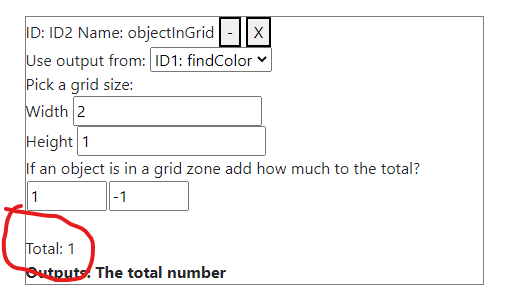 ID: ID2 Name: objectInGrid - X
Use output from: ID1: findColor
Pick a grid size:
Width 2
Height 1
If an object is in a grid zone add how much to the total?
1 -1
Total: 1
Outputs: The total number